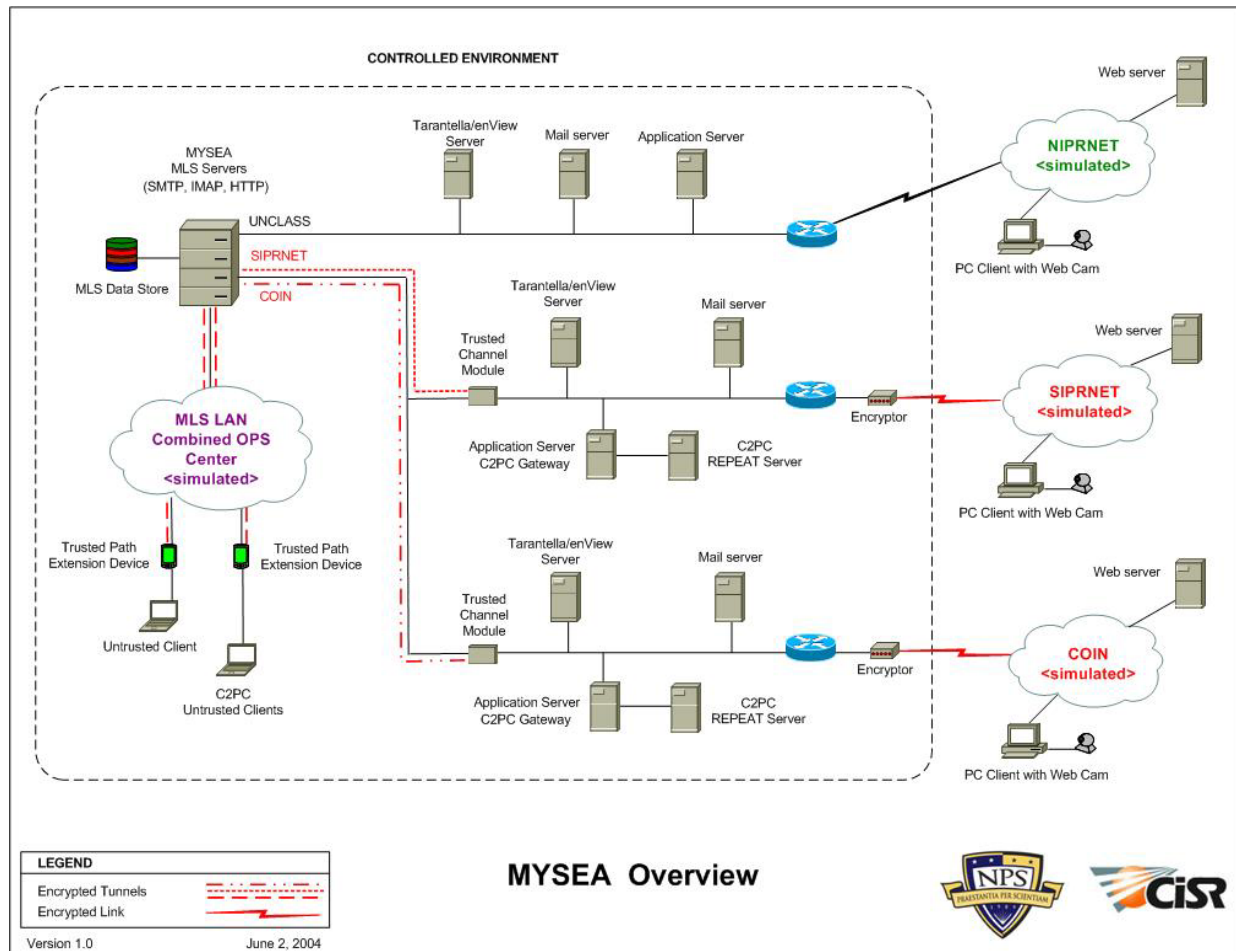 CONTROLLED ENVIRONMENT
Web server
NIPRNET
<simulated>
PC Client with Web Cam
Tarantella/enView
Server
Mail server
Application Server
MYSEA
MLS Servers
(SMTP, IMAP, HTTP)
UNCLASS
SIPRNET
COIN
MLS Data Store
Tarantella/enView
Server
Mail server
Trusted
Channel
Module
Encryptor
Application Server
C2PC Gateway
C2PC
REPEAT Server
Web server
SIPRNET
<simulated>
PC Client with Web Cam
MLS LAN
Combined OPS
Center
<simulated>
Trusted Path
Extension Device
Trusted Path
Extension Device
Untrusted Client
C2PC
Untrusted Clients
Tarantella/enView
Server
Mail server
Trusted
Channel
Module
Encryptor
Application Server
C2PC Gateway
C2PC
REPEAT Server
Web server
COIN
<simulated>
PC Client with Web Cam
LEGEND
Encrypted Tunnels
Encrypted Link
Version 1.0
June 2, 2004
MYSEA Overview
NPS
PRAESTANTIA PER SCIENTIAM
CISR